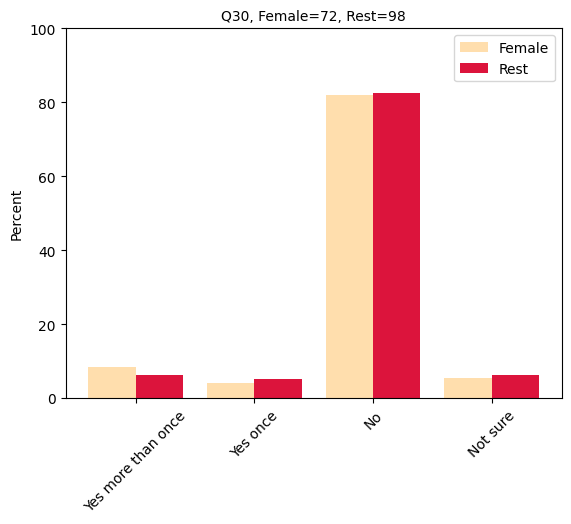 Q30, Female=72, Rest=98
Female
Rest
Percent
100
80
60
40
20
0
Yes more than once
Yes once
No
Not sure